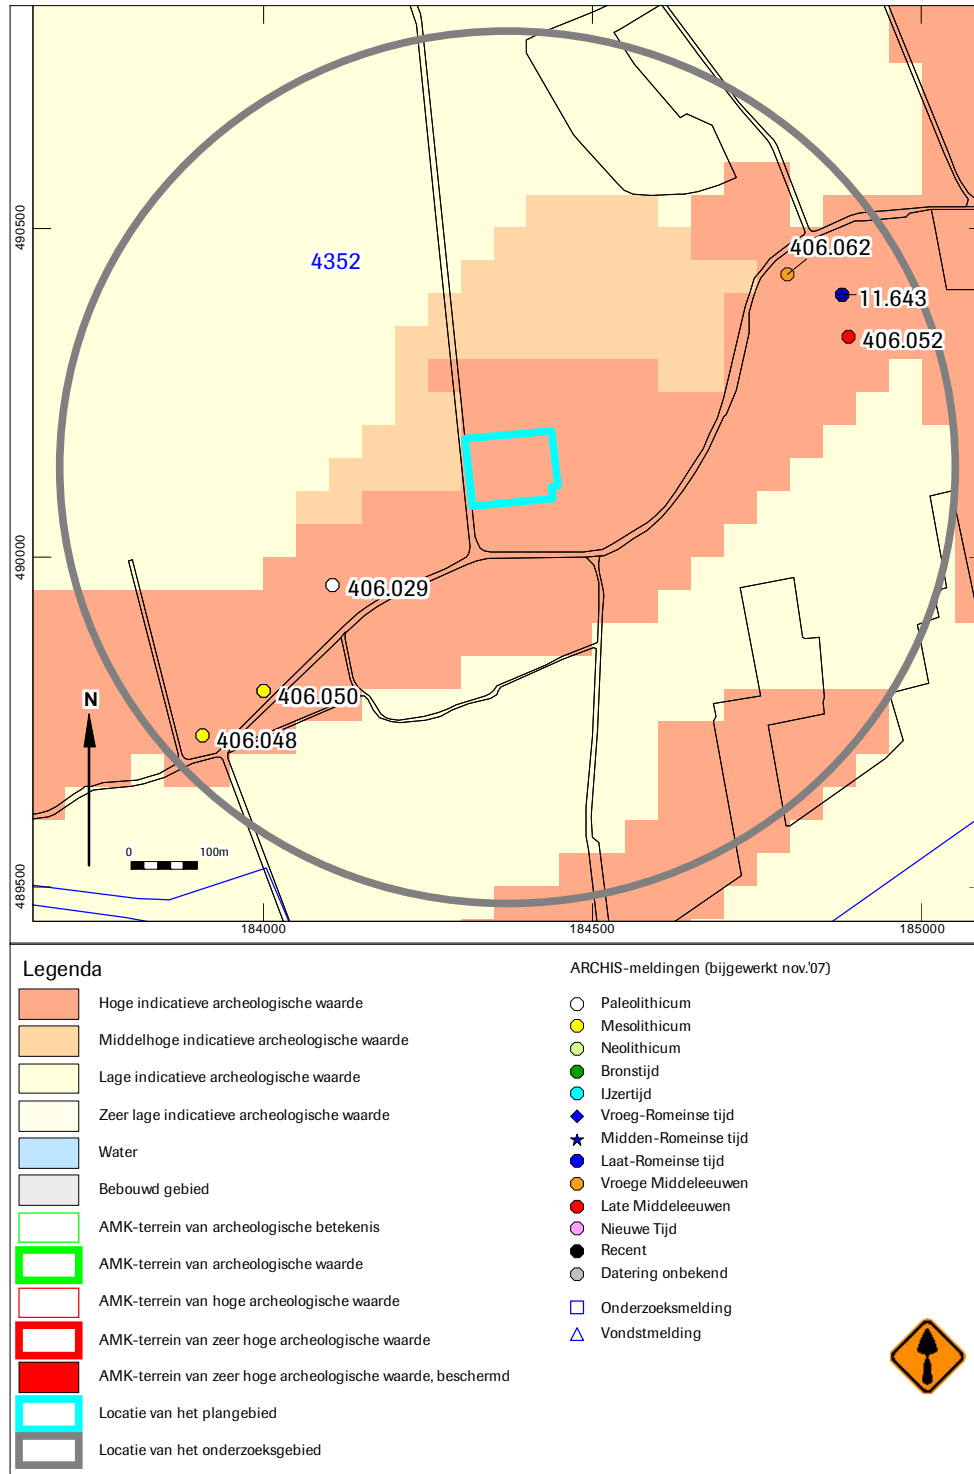 490500
4352
406.062
11.643
406.052
490000
406.029
406.050
406.048
N
0 100m
489500
184000 184500 185000
Legenda
Hoge indicatieve archeologische waarde
Middelhoge indicatieve archeologische waarde
Lage indicatieve archeologische waarde
Zeer lage indicatieve archeologische waarde
Water
Bebouwd gebied
AMK-terrein van archeologische betekenis
AMK-terrein van archeologische waarde
AMK-terrein van hoge archeologische waarde
AMK-terrein van zeer hoge archeologische waarde
AMK-terrein van zeer hoge archeologische waarde, beschermd
Locatie van het plangebied
Locatie van het onderzoeksgebied
ARCHIS-meldingen (bijgewerkt nov.'07)
Paleolithicum
Mesolithicum
Neolithicum
Bronstijd
IJzertijd
Vroeg-Romeinse tijd
Midden-Romeinse tijd
Laat-Romeinse tijd
Vroege Middeleeuwen
Late Middeleeuwen
Nieuwe Tijd
Recent
Datering onbekend
Onderzoeksmelding
Vondstmelding